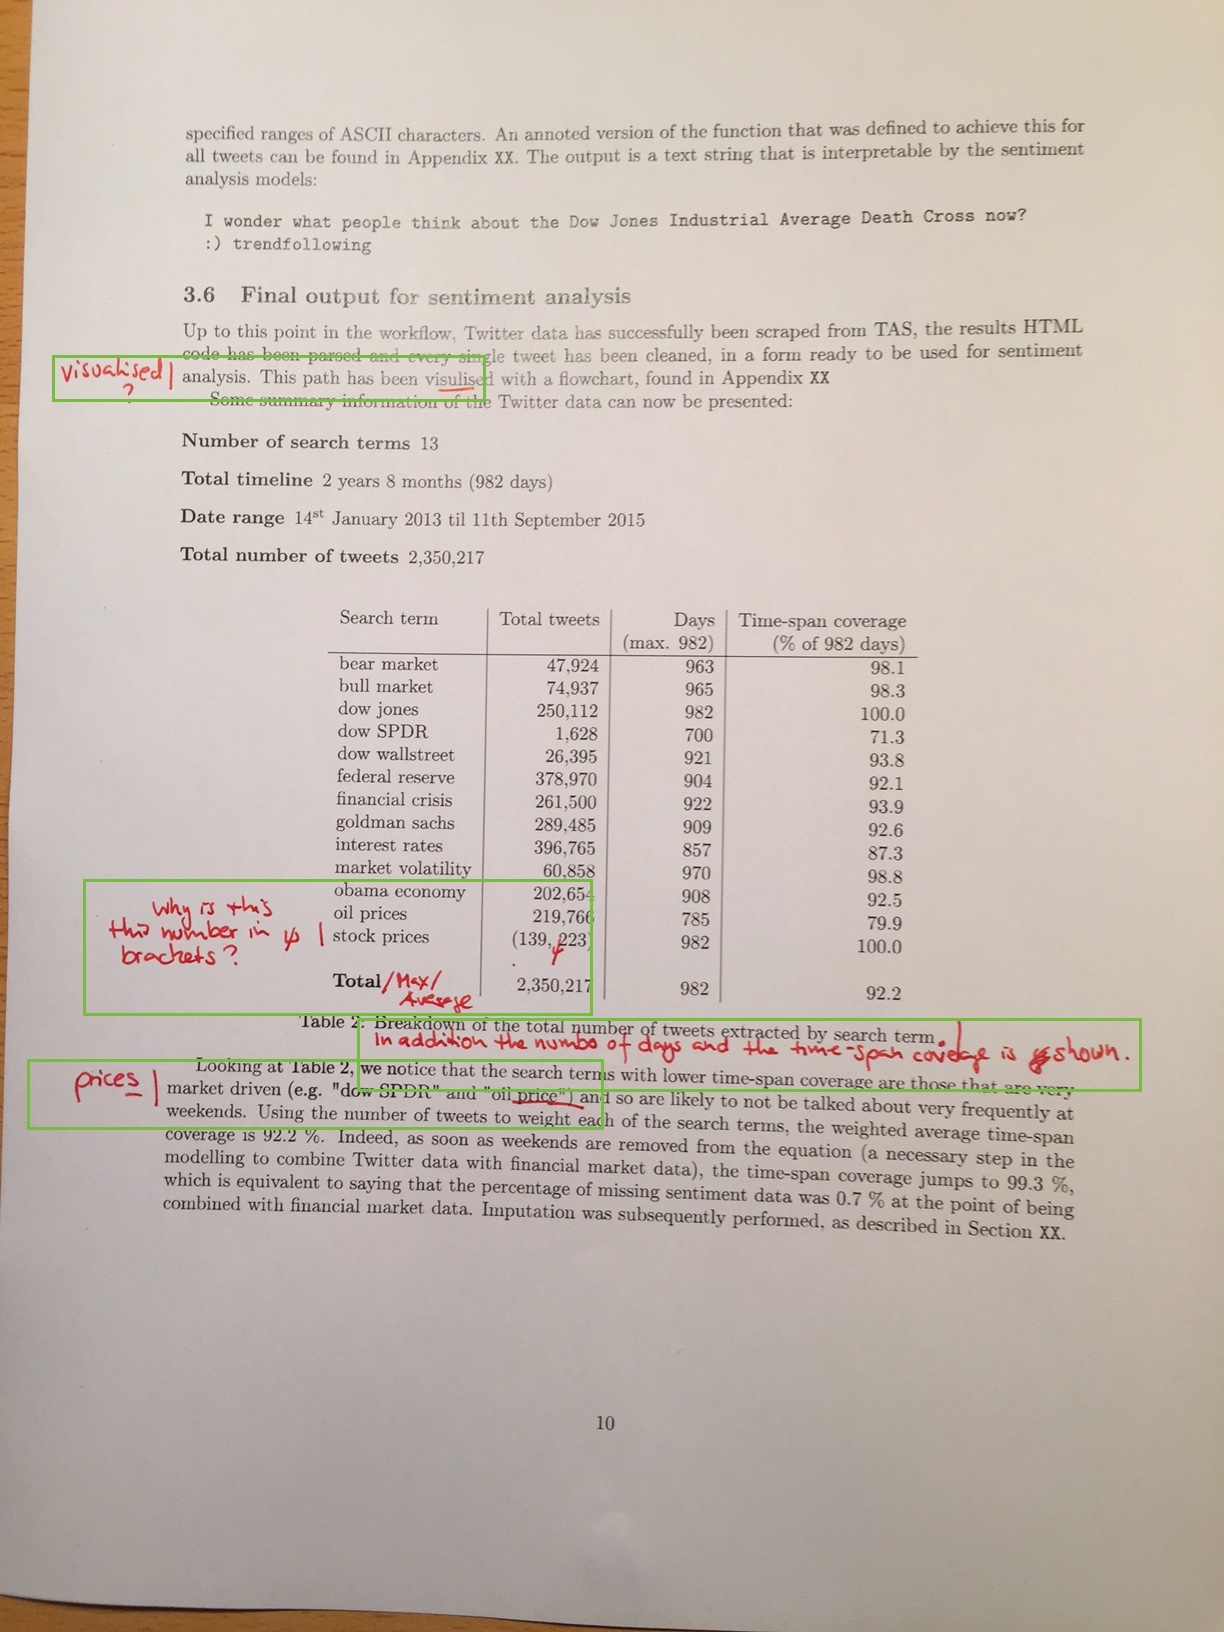 specified ranges of ASCII characters. An annoted version of the function that was defined to achieve this for
all tweets can be found in Appendix XX. The output is a text string that is interpretable by the sentiment
analysis models:
I wonder what people think about the Dow Jones Industrial Average Death Cross now?
:) trendfollowing
3.6 Final output for sentiment analysis
Up to this point in the workflow, Twitter data has successfully been scraped from TAS, the results HTML
code has been parsed and every single tweet has been cleaned, in a form ready to be used for sentiment
visualised | analysis. This path has been visulised with a flowchart, found in Appendix XX
?
Some summary information of the Twitter data can now be presented:
Number of search terms 13
Total timeline 2 years 8 months (982 days)
Date range 14st January 2013 til 11th September 2015
Total number of tweets 2,350,217
Search term Total tweets Days Time-span coverage
(max. 982) (% of 982 days)
bear market 47,924 963 98.1
bull market 74,937 965 98.3
dow jones 250,112 982 100.0
dow SPDR 1,628 700 71.3
dow wallstreet 26,395 921 93.8
federal reserve 378,970 904 92.1
financial crisis 261,500 922 93.9
goldman sachs 289,485 909 92.6
interest rates 396,765 857 87.3
market volatility 60,858 970 98.8
obama economy 202,654 908 92.5
oil prices 219,766 785 79.9
stock prices (139,223) 982 100.0
Why is this
this number in
brackets?
Total /Max/ 2,350,217 982 92.2
Average
Table 2: Breakdown of the total number of tweets extracted by search term.
In addition the number of days and the time-span coverage is shown.
Looking at Table 2, we notice that the search terms with lower time-span coverage are those that are very
prices | market driven (e.g. "dow SPDR" and "oil price") and so are likely to not be talked about very frequently at
weekends. Using the number of tweets to weight each of the search terms, the weighted average time-span
coverage is 92.2 %. Indeed, as soon as weekends are removed from the equation (a necessary step in the
modelling to combine Twitter data with financial market data), the time-span coverage jumps to 99.3 %,
which is equivalent to saying that the percentage of missing sentiment data was 0.7 % at the point of being
combined with financial market data. Imputation was subsequently performed, as described in Section XX.
10